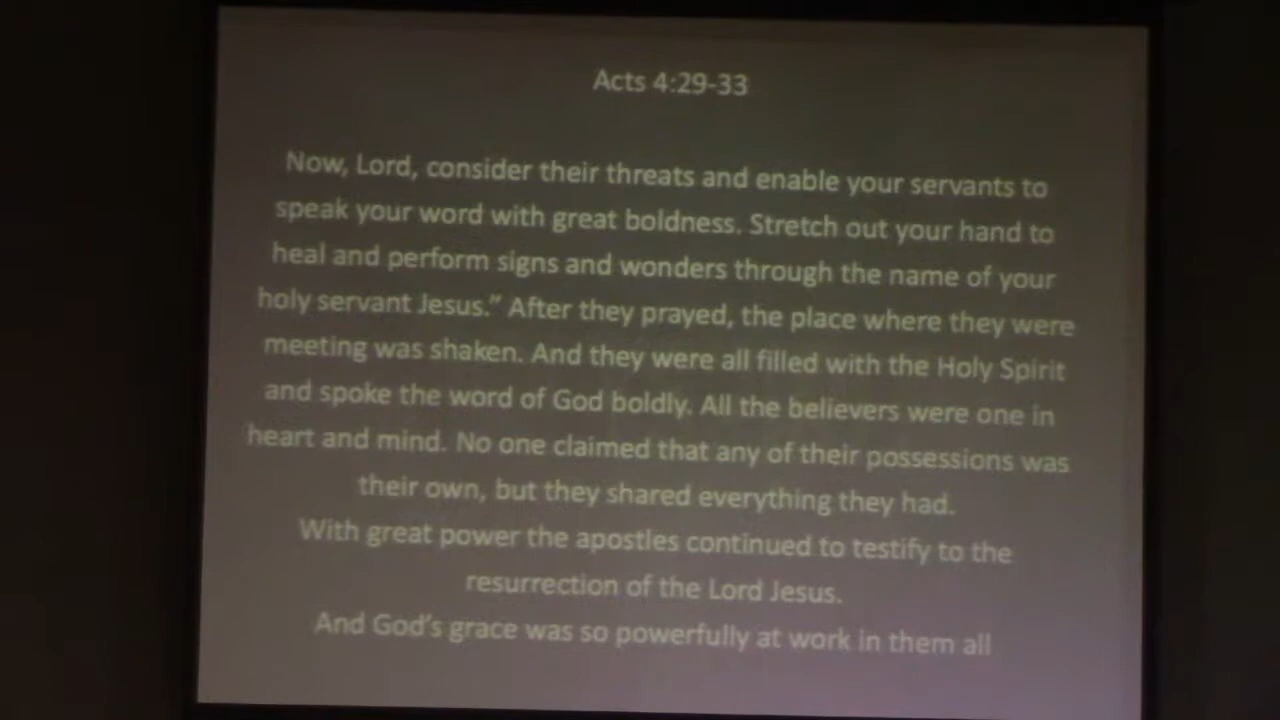 Acts 4:29-33
Now, Lord, consider their threats and enable your servants to
speak your word with great boldness. Stretch out your hand to
heal and perform signs and wonders through the name of your
holy servant Jesus.” After they prayed, the place where they were
meeting was shaken. And they were all filled with the Holy Spirit
and spoke the word of God boldly. All the believers were one in
heart and mind. No one claimed that any of their possessions was
their own, but they shared everything they had.
With great power the apostles continued to testify to the
resurrection of the Lord Jesus.
And God’s grace was so powerfully at work in them all